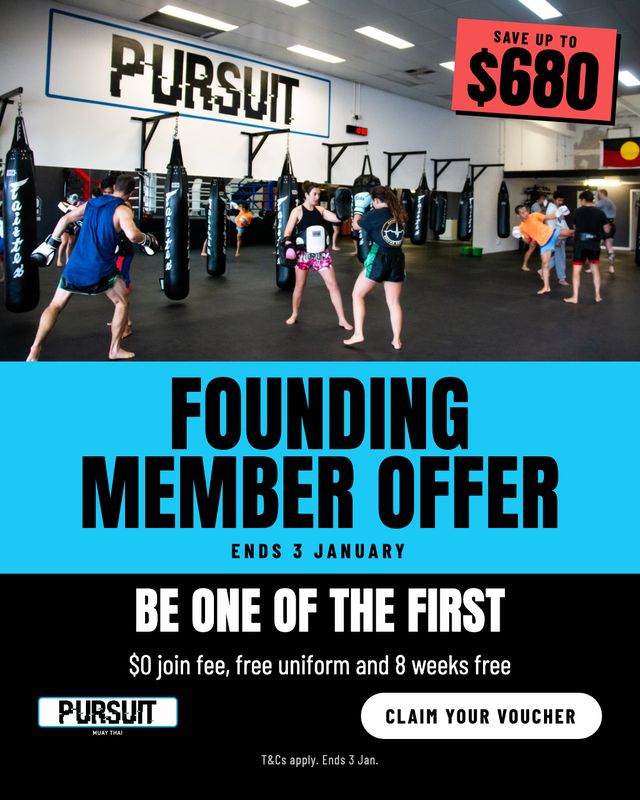 SAVE UP TO
$680
PURSUIT
FOUNDING
MEMBER OFFER
ENDS 3 JANUARY
BE ONE OF THE FIRST
$0 join fee, free uniform and 8 weeks free
PURSUIT
MUAY THAI
CLAIM YOUR VOUCHER
T&Cs apply. Ends 3 Jan.